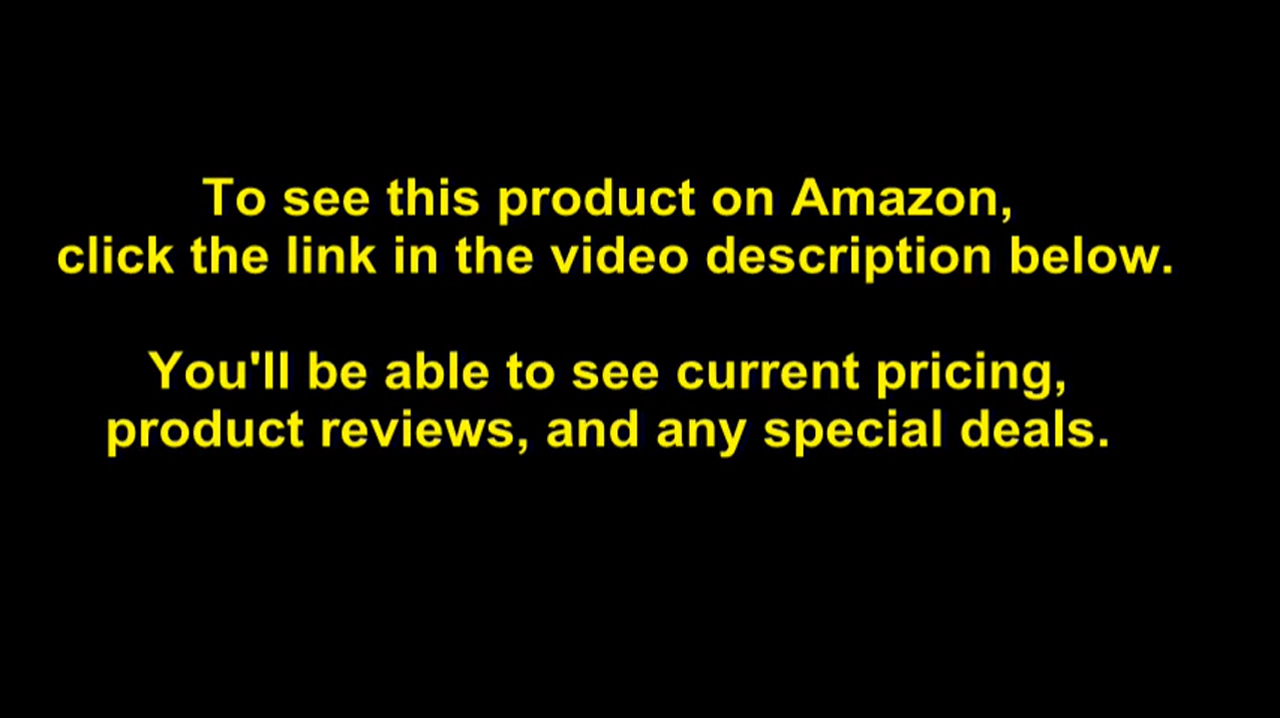 To see this product on Amazon,
click the link in the video description below.
You'll be able to see current pricing,
product reviews, and any special deals.